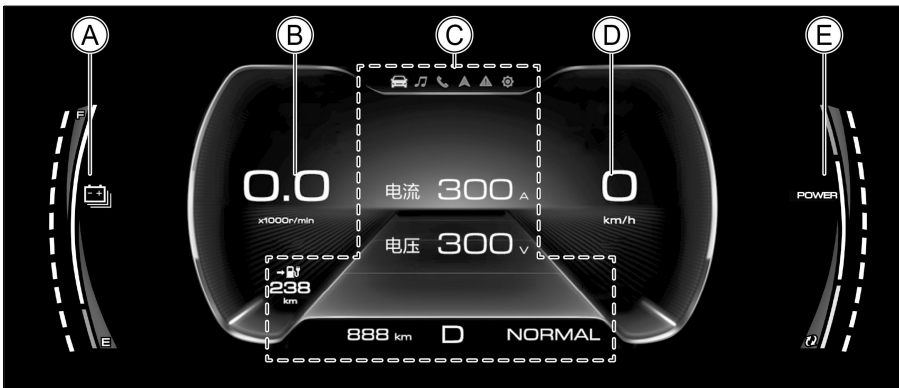 A B C D E
F
0.0
x1000r/min
电流 300 A
0
km/h
POWER
电压 300 V
238
km
888 km D NORMAL
E